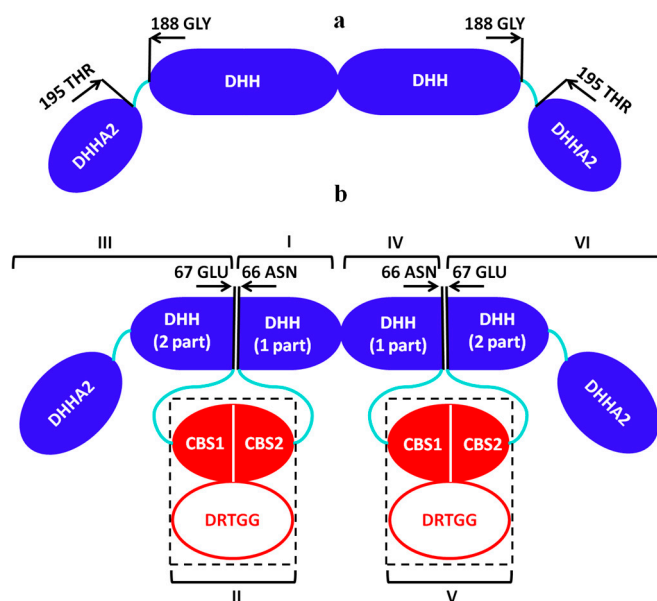 a
188 GLY
188 GLY
195 THR
DHH
DHH
195 THR
DHHA2
DHHA2
b
III
I
IV
VI
67 GLU
66 ASN
66 ASN
67 GLU
DHH
(2 part)
DHH
(1 part)
DHH
(1 part)
DHH
(2 part)
DHHA2
DHHA2
CBS1
CBS2
CBS1
CBS2
DRTGG
DRTGG
II
V